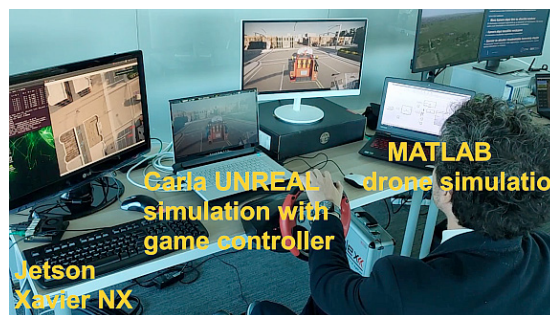 MATLAB
drone simulatio
Carla UNREAL
simulation with
game controller
Jetson
Xavier NX